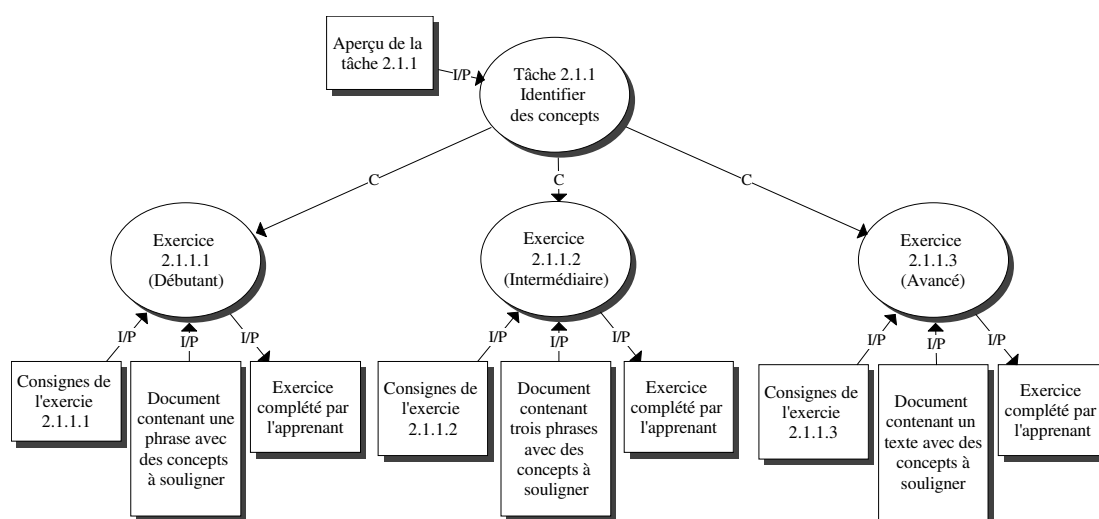 Aperçu de la
tâche 2.1.1
I/P
Tâche 2.1.1
Identifier
des concepts
C
C
C
Exercice
2.1.1.1
(Débutant)
Exercice
2.1.1.2
(Intermédiaire)
Exercice
2.1.1.3
(Avancé)
I/P
I/P
I/P
I/P
I/P
I/P
I/P
I/P
I/P
Consignes de
l'exercie
2.1.1.1
Document
contenant une
phrase avec
des concepts
à souligner
Exercice
complété par
l'apprenant
Consignes de
l'exercie
2.1.1.2
Document
contenant
trois phrases
avec des
concepts à
souligner
Exercice
complété par
l'apprenant
Consignes de
l'exercie
2.1.1.3
Document
contenant un
texte avec des
concepts à
souligner
Exercice
complété par
l'apprenant